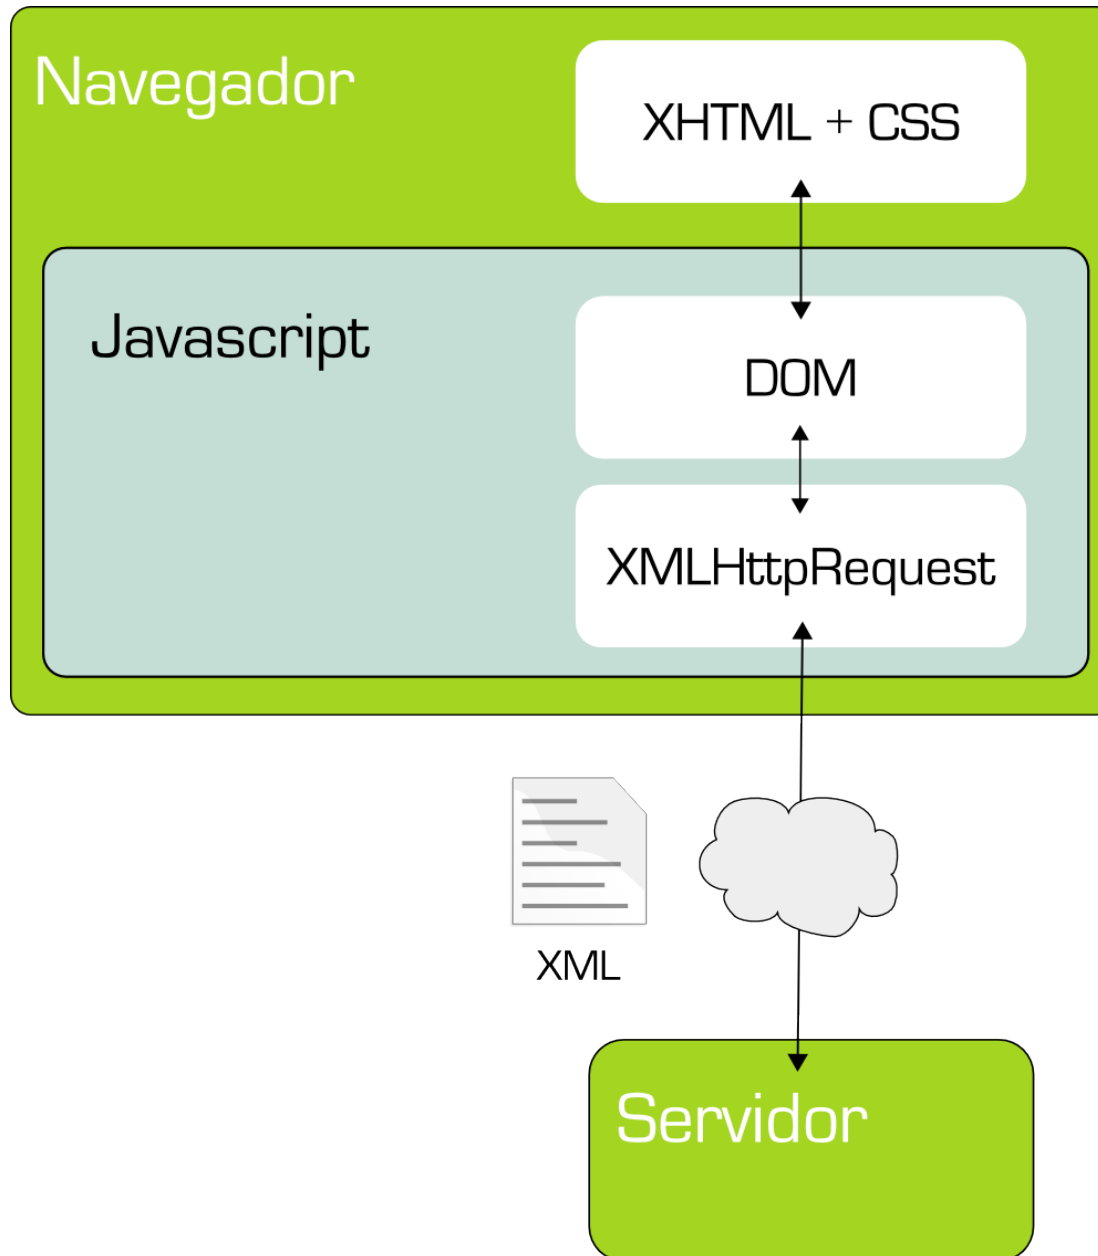 Navegador
XHTML + CSS
Javascript
DOM
XMLHttpRequest
XML
Servidor